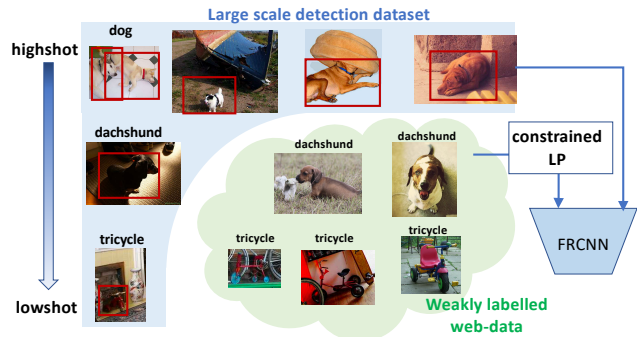 Large scale detection dataset
highshot
dog
dachshund
dachshund
dachshund
constrained
LP
tricycle
tricycle
tricycle
tricycle
FRCNN
lowshot
Weakly labelled
web-data